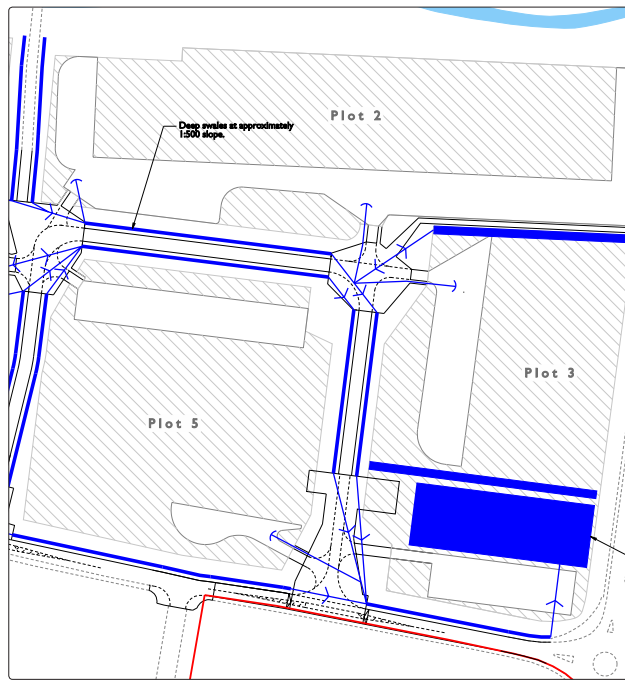 Plot 2
Deep swales at approximately
1:500 slope.
Plot 3
Plot 5